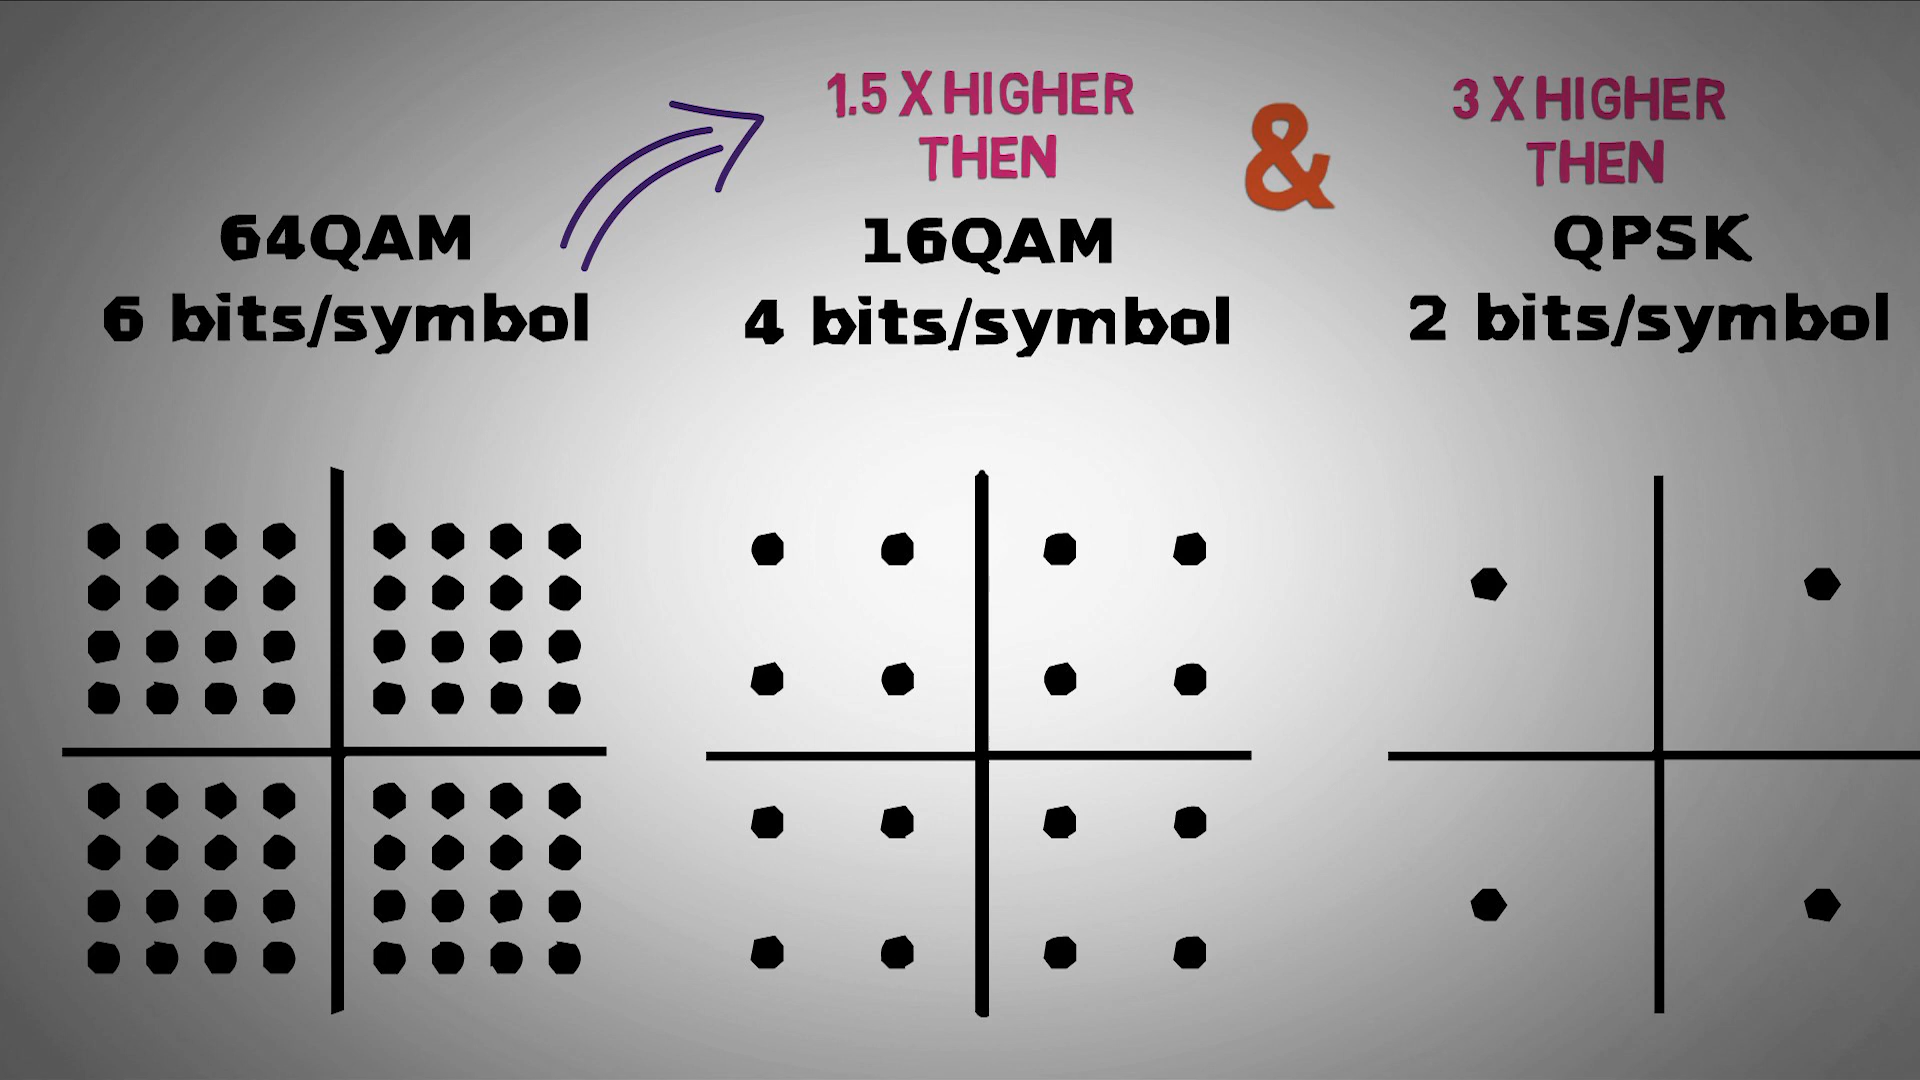 1.5 X HIGHER
THEN
&
3 X HIGHER
THEN
64QAM
6 bits/symbol
16QAM
4 bits/symbol
QPSK
2 bits/symbol